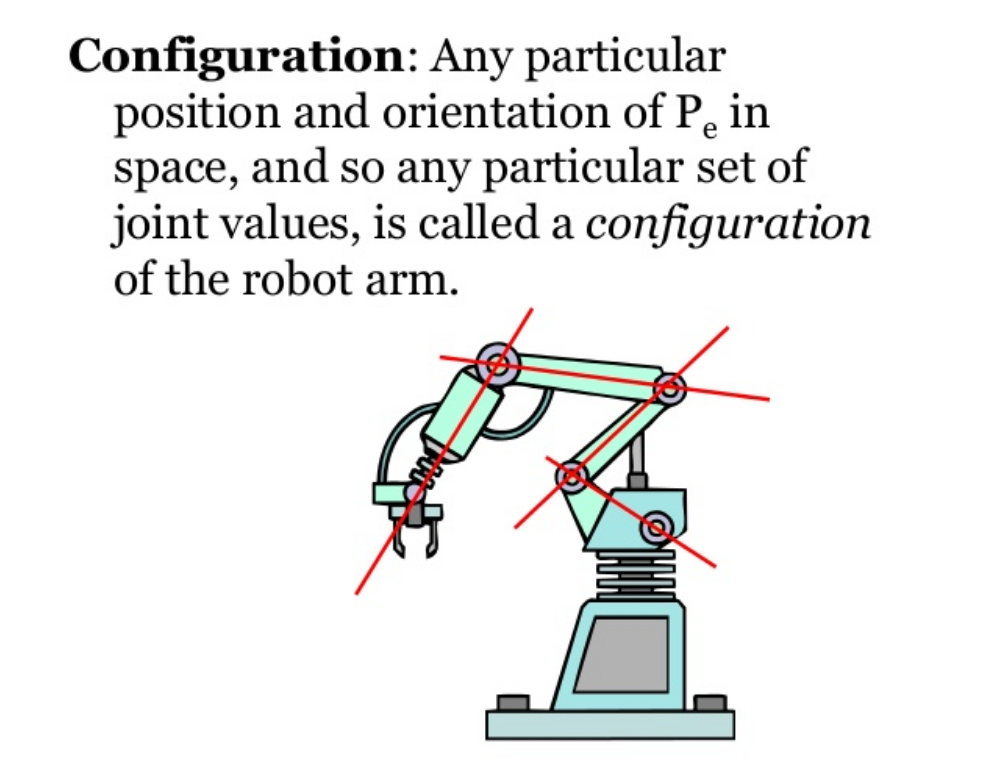 Configuration: Any particular
position and orientation of Pₑ in
space, and so any particular set of
joint values, is called a configuration
of the robot arm.